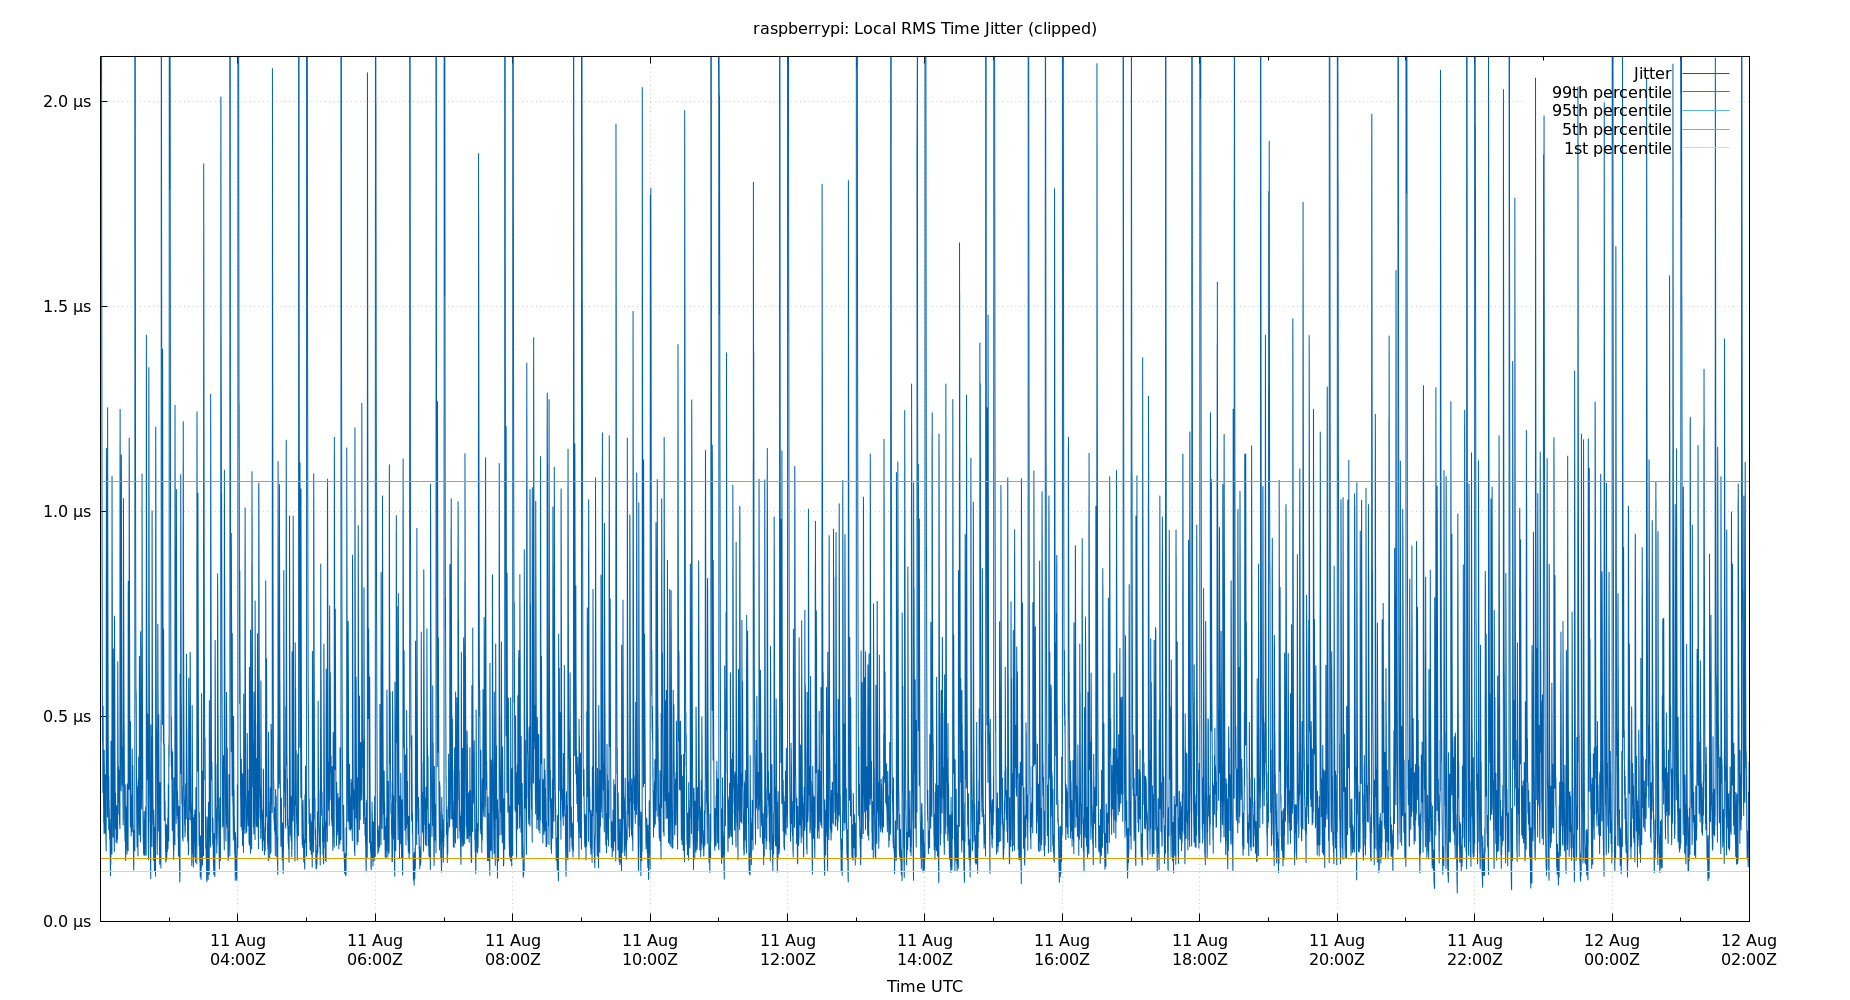 raspberrypi: Local RMS Time Jitter (clipped)
Jitter
99th percentile
95th percentile
5th percentile
1st percentile
2.0 µs
1.5 µs
1.0 µs
0.5 µs
0.0 µs
11 Aug 11 Aug 11 Aug 11 Aug 11 Aug 11 Aug 11 Aug 11 Aug 11 Aug 11 Aug 12 Aug 12 Aug
04:00Z 06:00Z 08:00Z 10:00Z 12:00Z 14:00Z 16:00Z 18:00Z 20:00Z 22:00Z 00:00Z 02:00Z
Time UTC